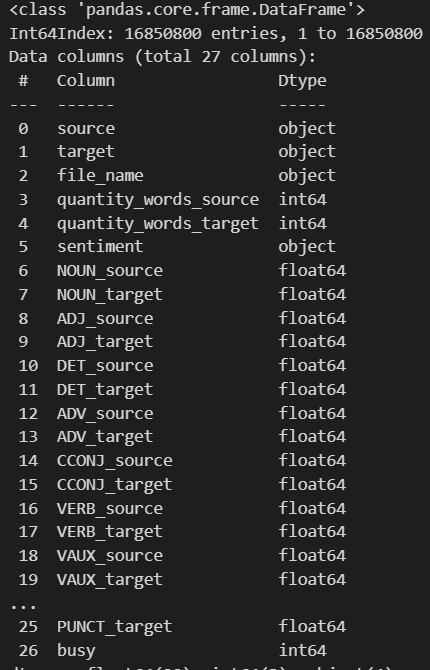 <class 'pandas.core.frame.DataFrame'>
Int64Index: 16850800 entries, 1 to 16850800
Data columns (total 27 columns):
 #   Column                 Dtype
---  ------                 -----
 0   source                 object
 1   target                 object
 2   file_name              object
 3   quantity_words_source  int64
 4   quantity_words_target  int64
 5   sentiment              object
 6   NOUN_source            float64
 7   NOUN_target            float64
 8   ADJ_source             float64
 9   ADJ_target             float64
 10  DET_source             float64
 11  DET_target             float64
 12  ADV_source             float64
 13  ADV_target             float64
 14  CCONJ_source           float64
 15  CCONJ_target           float64
 16  VERB_source            float64
 17  VERB_target            float64
 18  VAUX_source            float64
 19  VAUX_target            float64
...
 25  PUNCT_target           float64
 26  busy                   int64